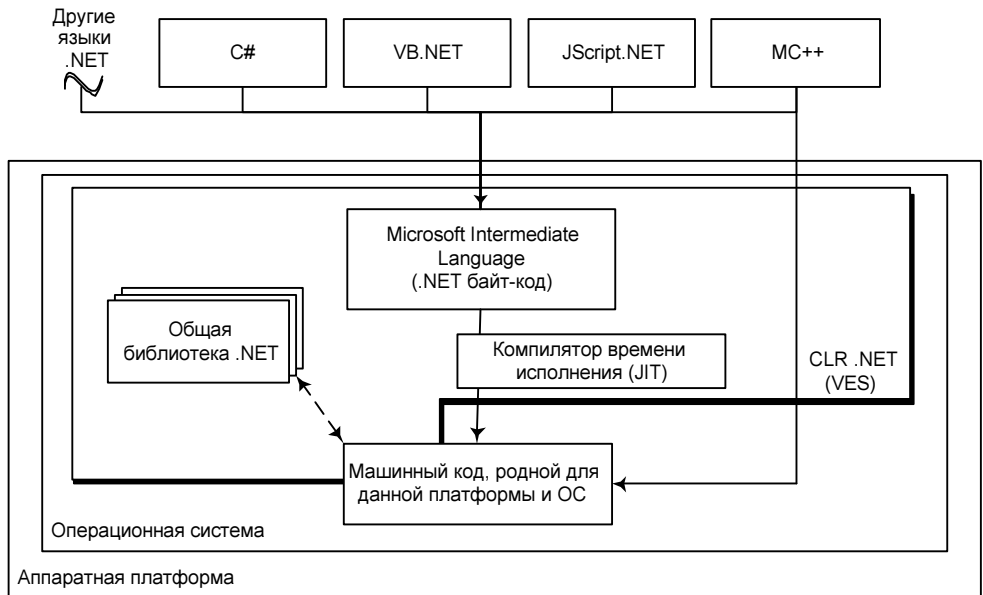 Другие
языки
.NET
C#
VB.NET
JScript.NET
MC++
Microsoft Intermediate
Language
(.NET байт-код)
Общая
библиотека .NET
Компилятор времени
исполнения (JIT)
CLR .NET
(VES)
Машинный код, родной для
данной платформы и ОС
Операционная система
Аппаратная платформа